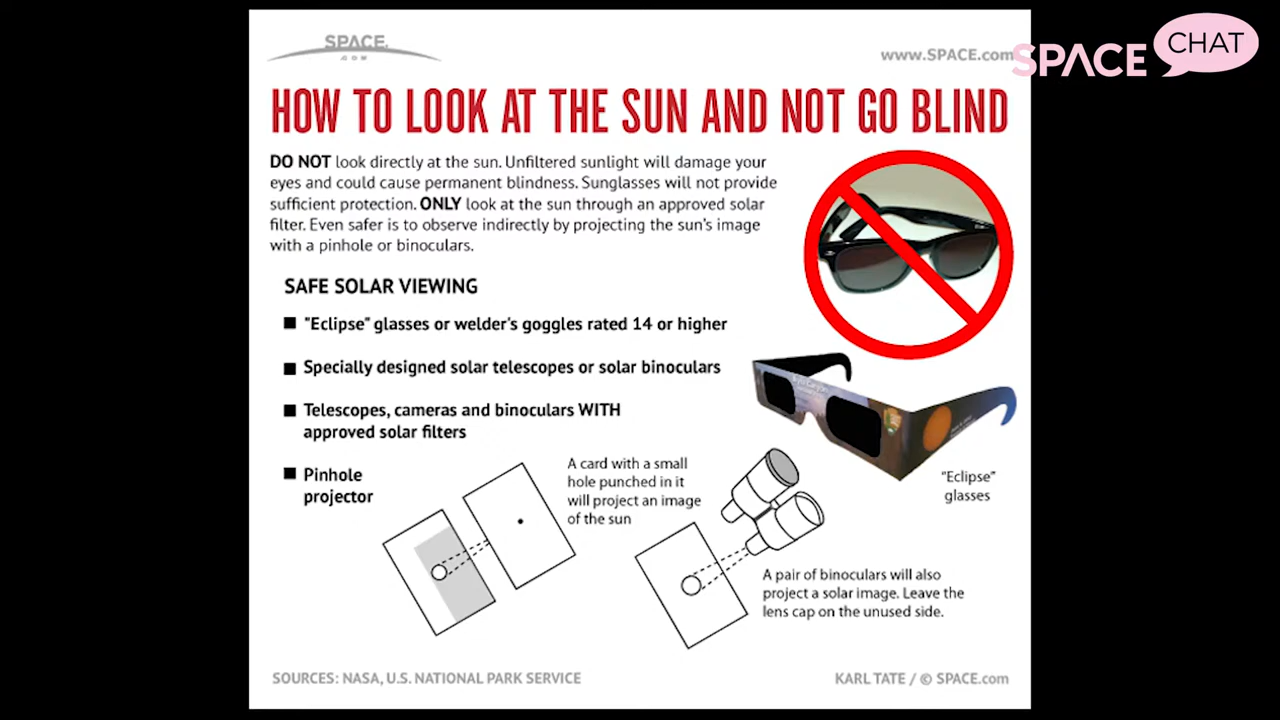 SPACE
.COM
www.SPACE.com
SPACE CHAT
HOW TO LOOK AT THE SUN AND NOT GO BLIND
DO NOT look directly at the sun. Unfiltered sunlight will damage your
eyes and could cause permanent blindness. Sunglasses will not provide
sufficient protection. ONLY look at the sun through an approved solar
filter. Even safer is to observe indirectly by projecting the sun's image
with a pinhole or binoculars.
SAFE SOLAR VIEWING
"Eclipse" glasses or welder's goggles rated 14 or higher
Specially designed solar telescopes or solar binoculars
Telescopes, cameras and binoculars WITH
approved solar filters
Pinhole
projector
A card with a small
hole punched in it
will project an image
of the sun
"Eclipse"
glasses
A pair of binoculars will also
project a solar image. Leave the
lens cap on the unused side.
SOURCES: NASA, U.S. NATIONAL PARK SERVICE
KARL TATE / © SPACE.com